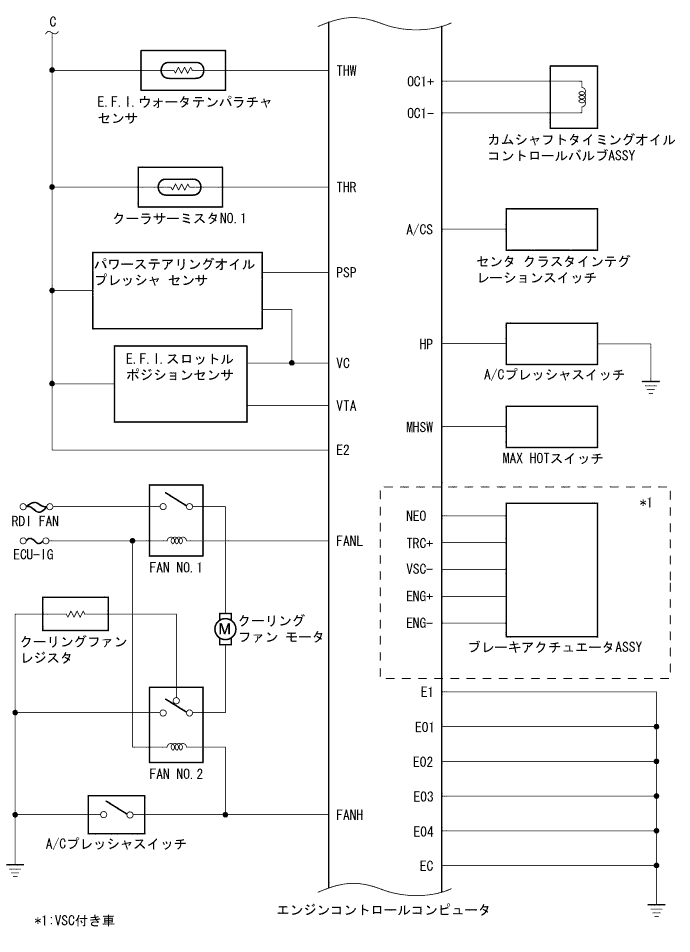 C
THW
E.F.I.ウォータテンパラチャ
センサ
THR
クーラサーミスタNO.1
パワーステアリングオイル
プレッシャ センサ
PSP
E.F.I.スロットル
ポジションセンサ
VC
VTA
E2
RDI FAN
ECU-IG
FAN NO.1
FANL
クーリングファン
レジスタ
M
クーリング
ファン モータ
FAN NO.2
FANH
A/Cプレッシャスイッチ
*1:VSC付き車
OC1+
OC1-
カムシャフトタイミングオイル
コントロールバルブASSY
A/CS
センタ クラスタインテグ
レーションスイッチ
HP
A/Cプレッシャスイッチ
MHSW
MAX HOTスイッチ
*1
NEO
TRC+
VSC-
ENG+
ENG-
ブレーキアクチュエータASSY
E1
E01
E02
E03
E04
EC
エンジンコントロールコンピュータ